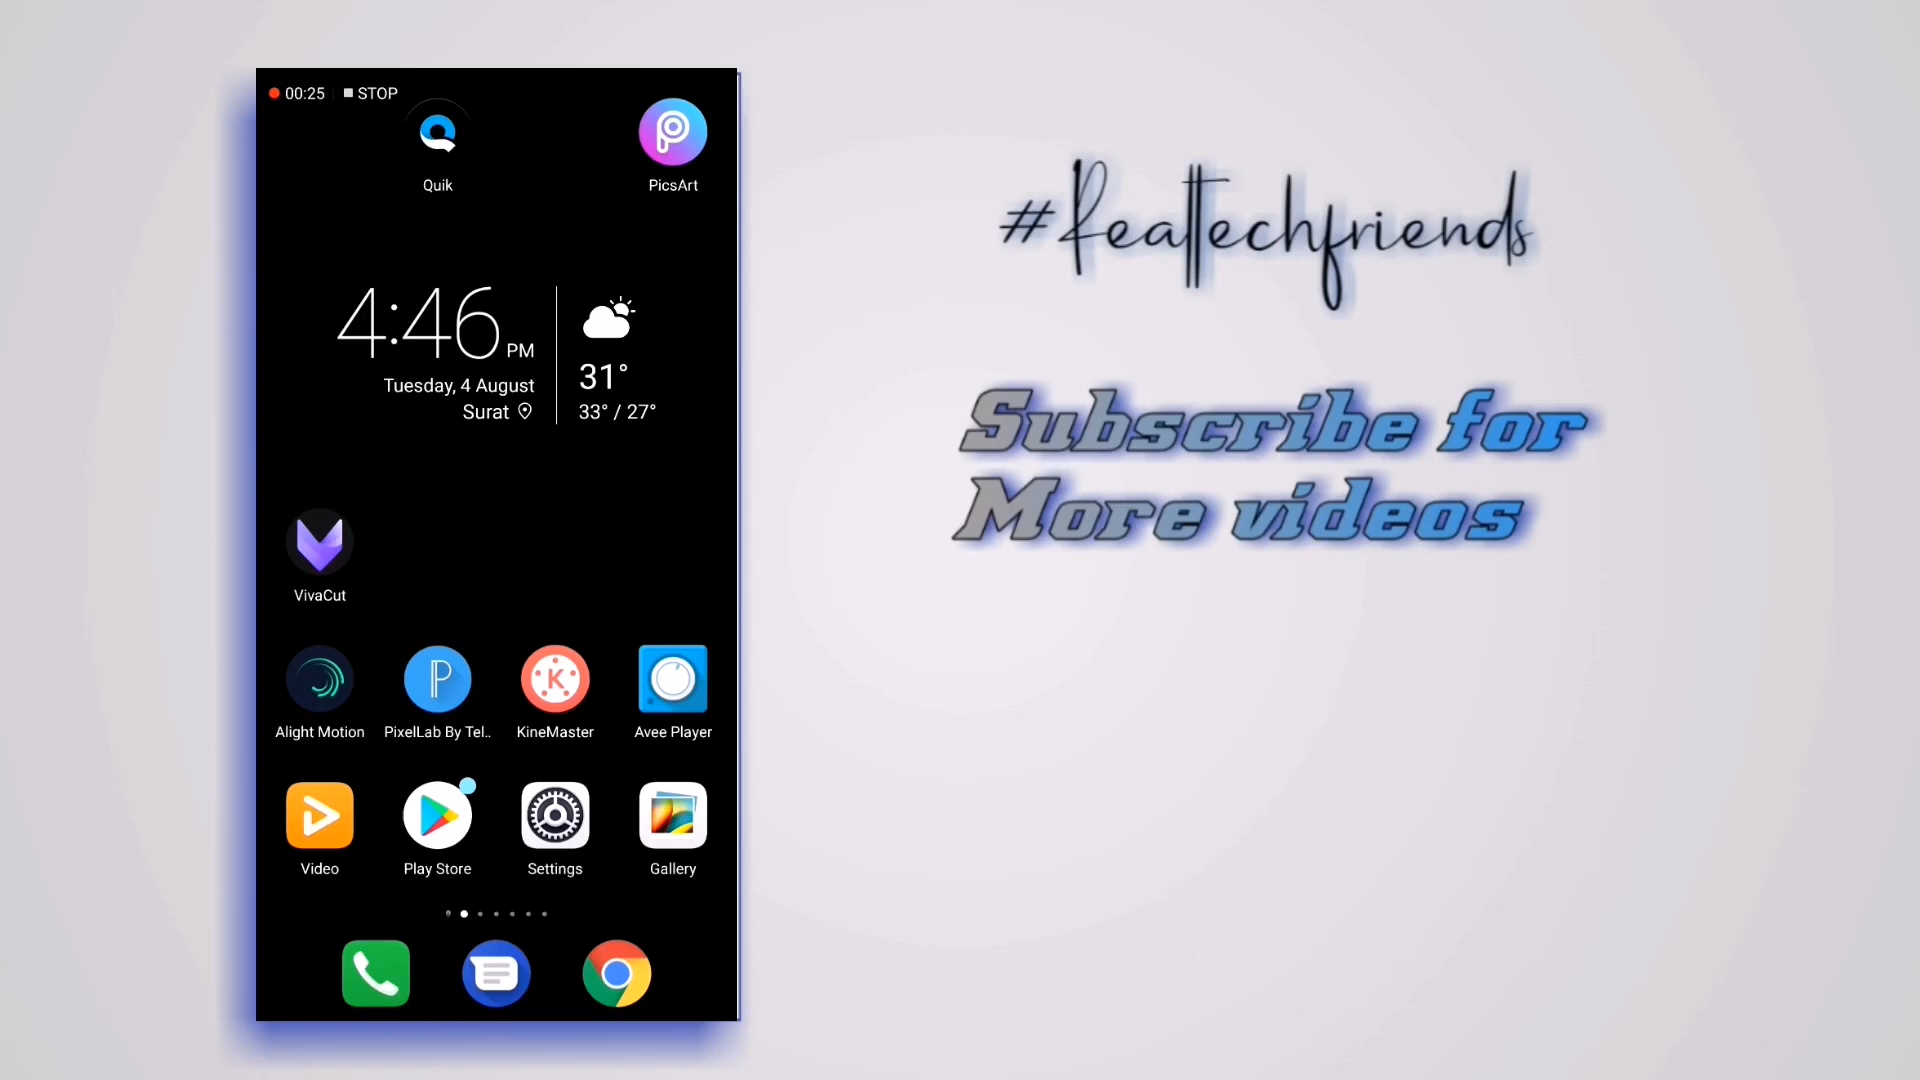 00:25 STOP
Quik
PicsArt
4:46 PM
Tuesday, 4 August
Surat
31°
33° / 27°
VivaCut
Alight Motion
PixelLab By Tel..
KineMaster
Avee Player
Video
Play Store
Settings
Gallery
#Realtechfriends
Subscribe for
More videos